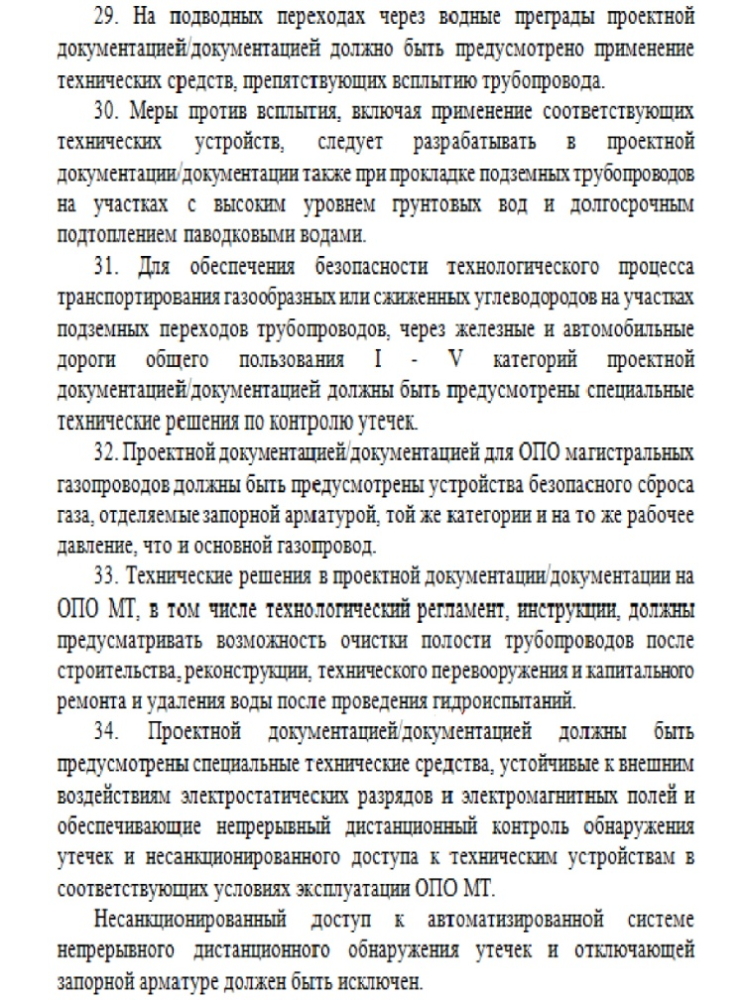 29. На подводных переходах через водные преграды проектной
документацией/документацией должно быть предусмотрено применение
технических средств, препятствующих всплытию трубопровода.
30. Меры против всплытия, включая применение соответствующих
технических устройств, следует разрабатывать в проектной
документации/документации также при прокладке подземных трубопроводов
на участках с высоким уровнем грунтовых вод и долгосрочным
подтоплением паводковыми водами.
31. Для обеспечения безопасности технологического процесса
транспортирования газообразных или сжиженных углеводородов на участках
подземных переходов трубопроводов, через железные и автомобильные
дороги общего пользования I - V категорий проектной
документацией/документацией должны быть предусмотрены специальные
технические решения по контролю утечек.
32. Проектной документацией/документацией для ОПО магистральных
газопроводов должны быть предусмотрены устройства безопасного сброса
газа, отделяемые запорной арматурой, той же категории и на то же рабочее
давление, что и основной газопровод.
33. Технические решения в проектной документации/документации на
ОПО МТ, в том числе технологический регламент, инструкции, должны
предусматривать возможность очистки полости трубопроводов после
строительства, реконструкции, технического перевооружения и капитального
ремонта и удаления воды после проведения гидроиспытаний.
34. Проектной документацией/документацией должны быть
предусмотрены специальные технические средства, устойчивые к внешним
воздействиям электростатических разрядов и электромагнитных полей и
обеспечивающие непрерывный дистанционный контроль обнаружения
утечек и несанкционированного доступа к техническим устройствам в
соответствующих условиях эксплуатации ОПО МТ.
Несанкционированный доступ к автоматизированной системе
непрерывного дистанционного обнаружения утечек и отключающей
запорной арматуре должен быть исключен.